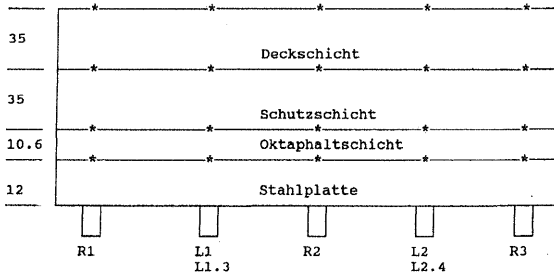 35
Deckschicht
35
Schutzschicht
10.6
Oktaphaltschicht
12
Stahlplatte
R1 L1 R2 L2 R3
L1.3 L2.4